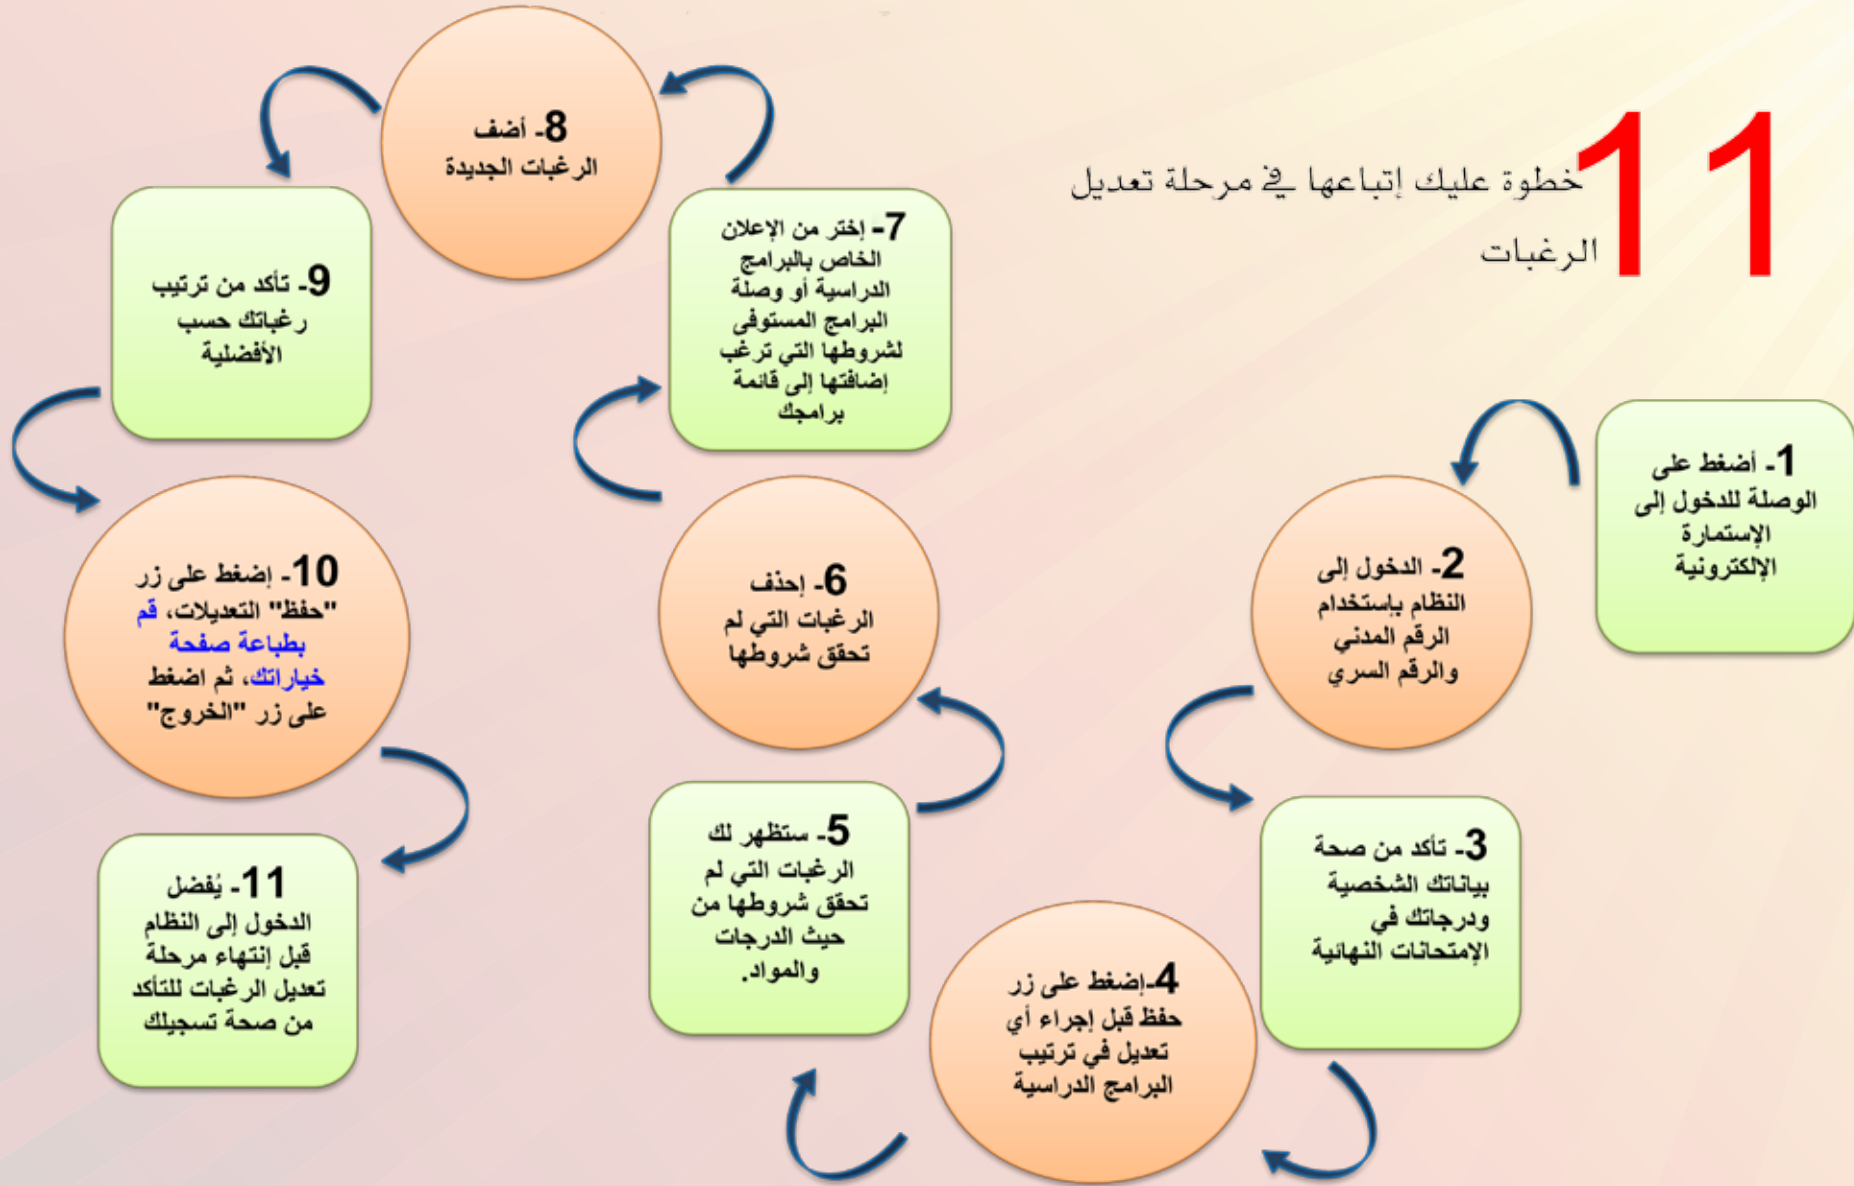 11 خطوة عليك إتباعها في مرحلة تعديل
الرغبات
1- أضغط على
الوصلة للدخول إلى
الإستمارة
الإلكترونية
2- الدخول إلى
النظام بإستخدام
الرقم المدني
والرقم السري
3- تأكد من صحة
بياناتك الشخصية
ودرجاتك في
الإمتحانات النهائية
4-إضغط على زر
حفظ قبل إجراء أي
تعديل في ترتيب
البرامج الدراسية
5- ستظهر لك
الرغبات التي لم
تحقق شروطها من
حيث الدرجات
والمواد.
6- إحذف
الرغبات التي لم
تحقق شروطها
7- إختر من الإعلان
الخاص بالبرامج
الدراسية أو وصلة
البرامج المستوفى
لشروطها التي ترغب
إضافتها إلى قائمة
برامجك
8- أضف
الرغبات الجديدة
9- تأكد من ترتيب
رغباتك حسب
الأفضلية
10- إضغط على زر
"حفظ" التعديلات، قم
بطباعة صفحة
خياراتك، ثم اضغط
على زر "الخروج"
11- يُفضل
الدخول إلى النظام
قبل إنتهاء مرحلة
تعديل الرغبات للتأكد
من صحة تسجيلك